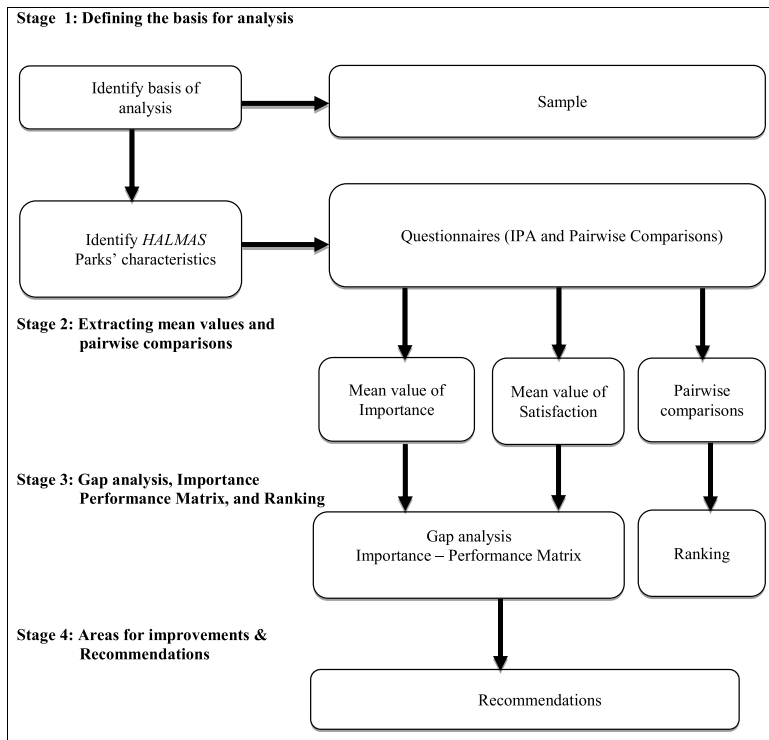 Stage 1: Defining the basis for analysis
Identify basis of
analysis
Sample
Identify HALMAS
Parks’ characteristics
Questionnaires (IPA and Pairwise Comparisons)
Stage 2: Extracting mean values and
pairwise comparisons
Mean value of
Importance
Mean value of
Satisfaction
Pairwise
comparisons
Stage 3: Gap analysis, Importance
Performance Matrix, and Ranking
Gap analysis
Importance – Performance Matrix
Ranking
Stage 4: Areas for improvements &
Recommendations
Recommendations